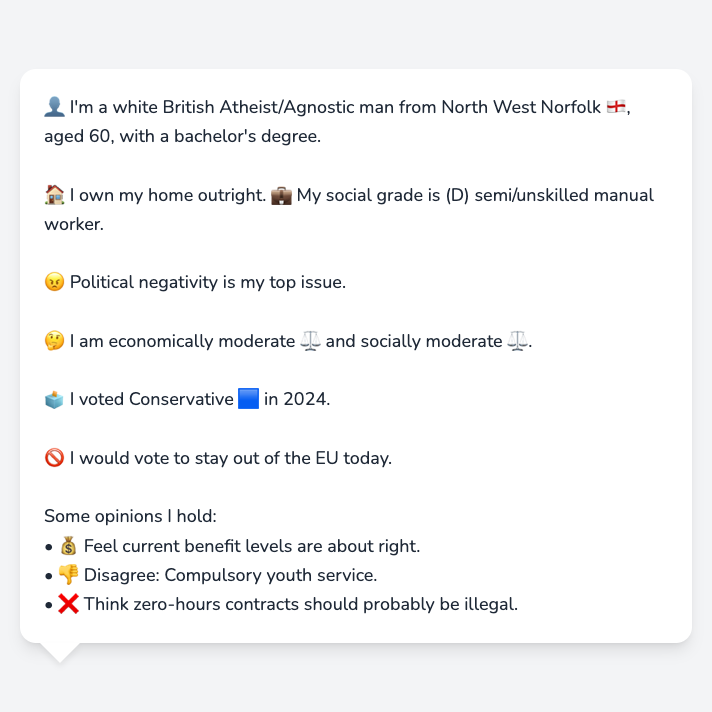 👤 I'm a white British Atheist/Agnostic man from North West Norfolk 🏴󠁧󠁢󠁥󠁮󠁧󠁿,
aged 60, with a bachelor's degree.
🏠 I own my home outright. 💼 My social grade is (D) semi/unskilled manual
worker.
😠 Political negativity is my top issue.
🤔 I am economically moderate ⚖️ and socially moderate ⚖️.
🗳️ I voted Conservative 🟦 in 2024.
🚫 I would vote to stay out of the EU today.
Some opinions I hold:
• 💰 Feel current benefit levels are about right.
• 👎 Disagree: Compulsory youth service.
• ❌ Think zero-hours contracts should probably be illegal.